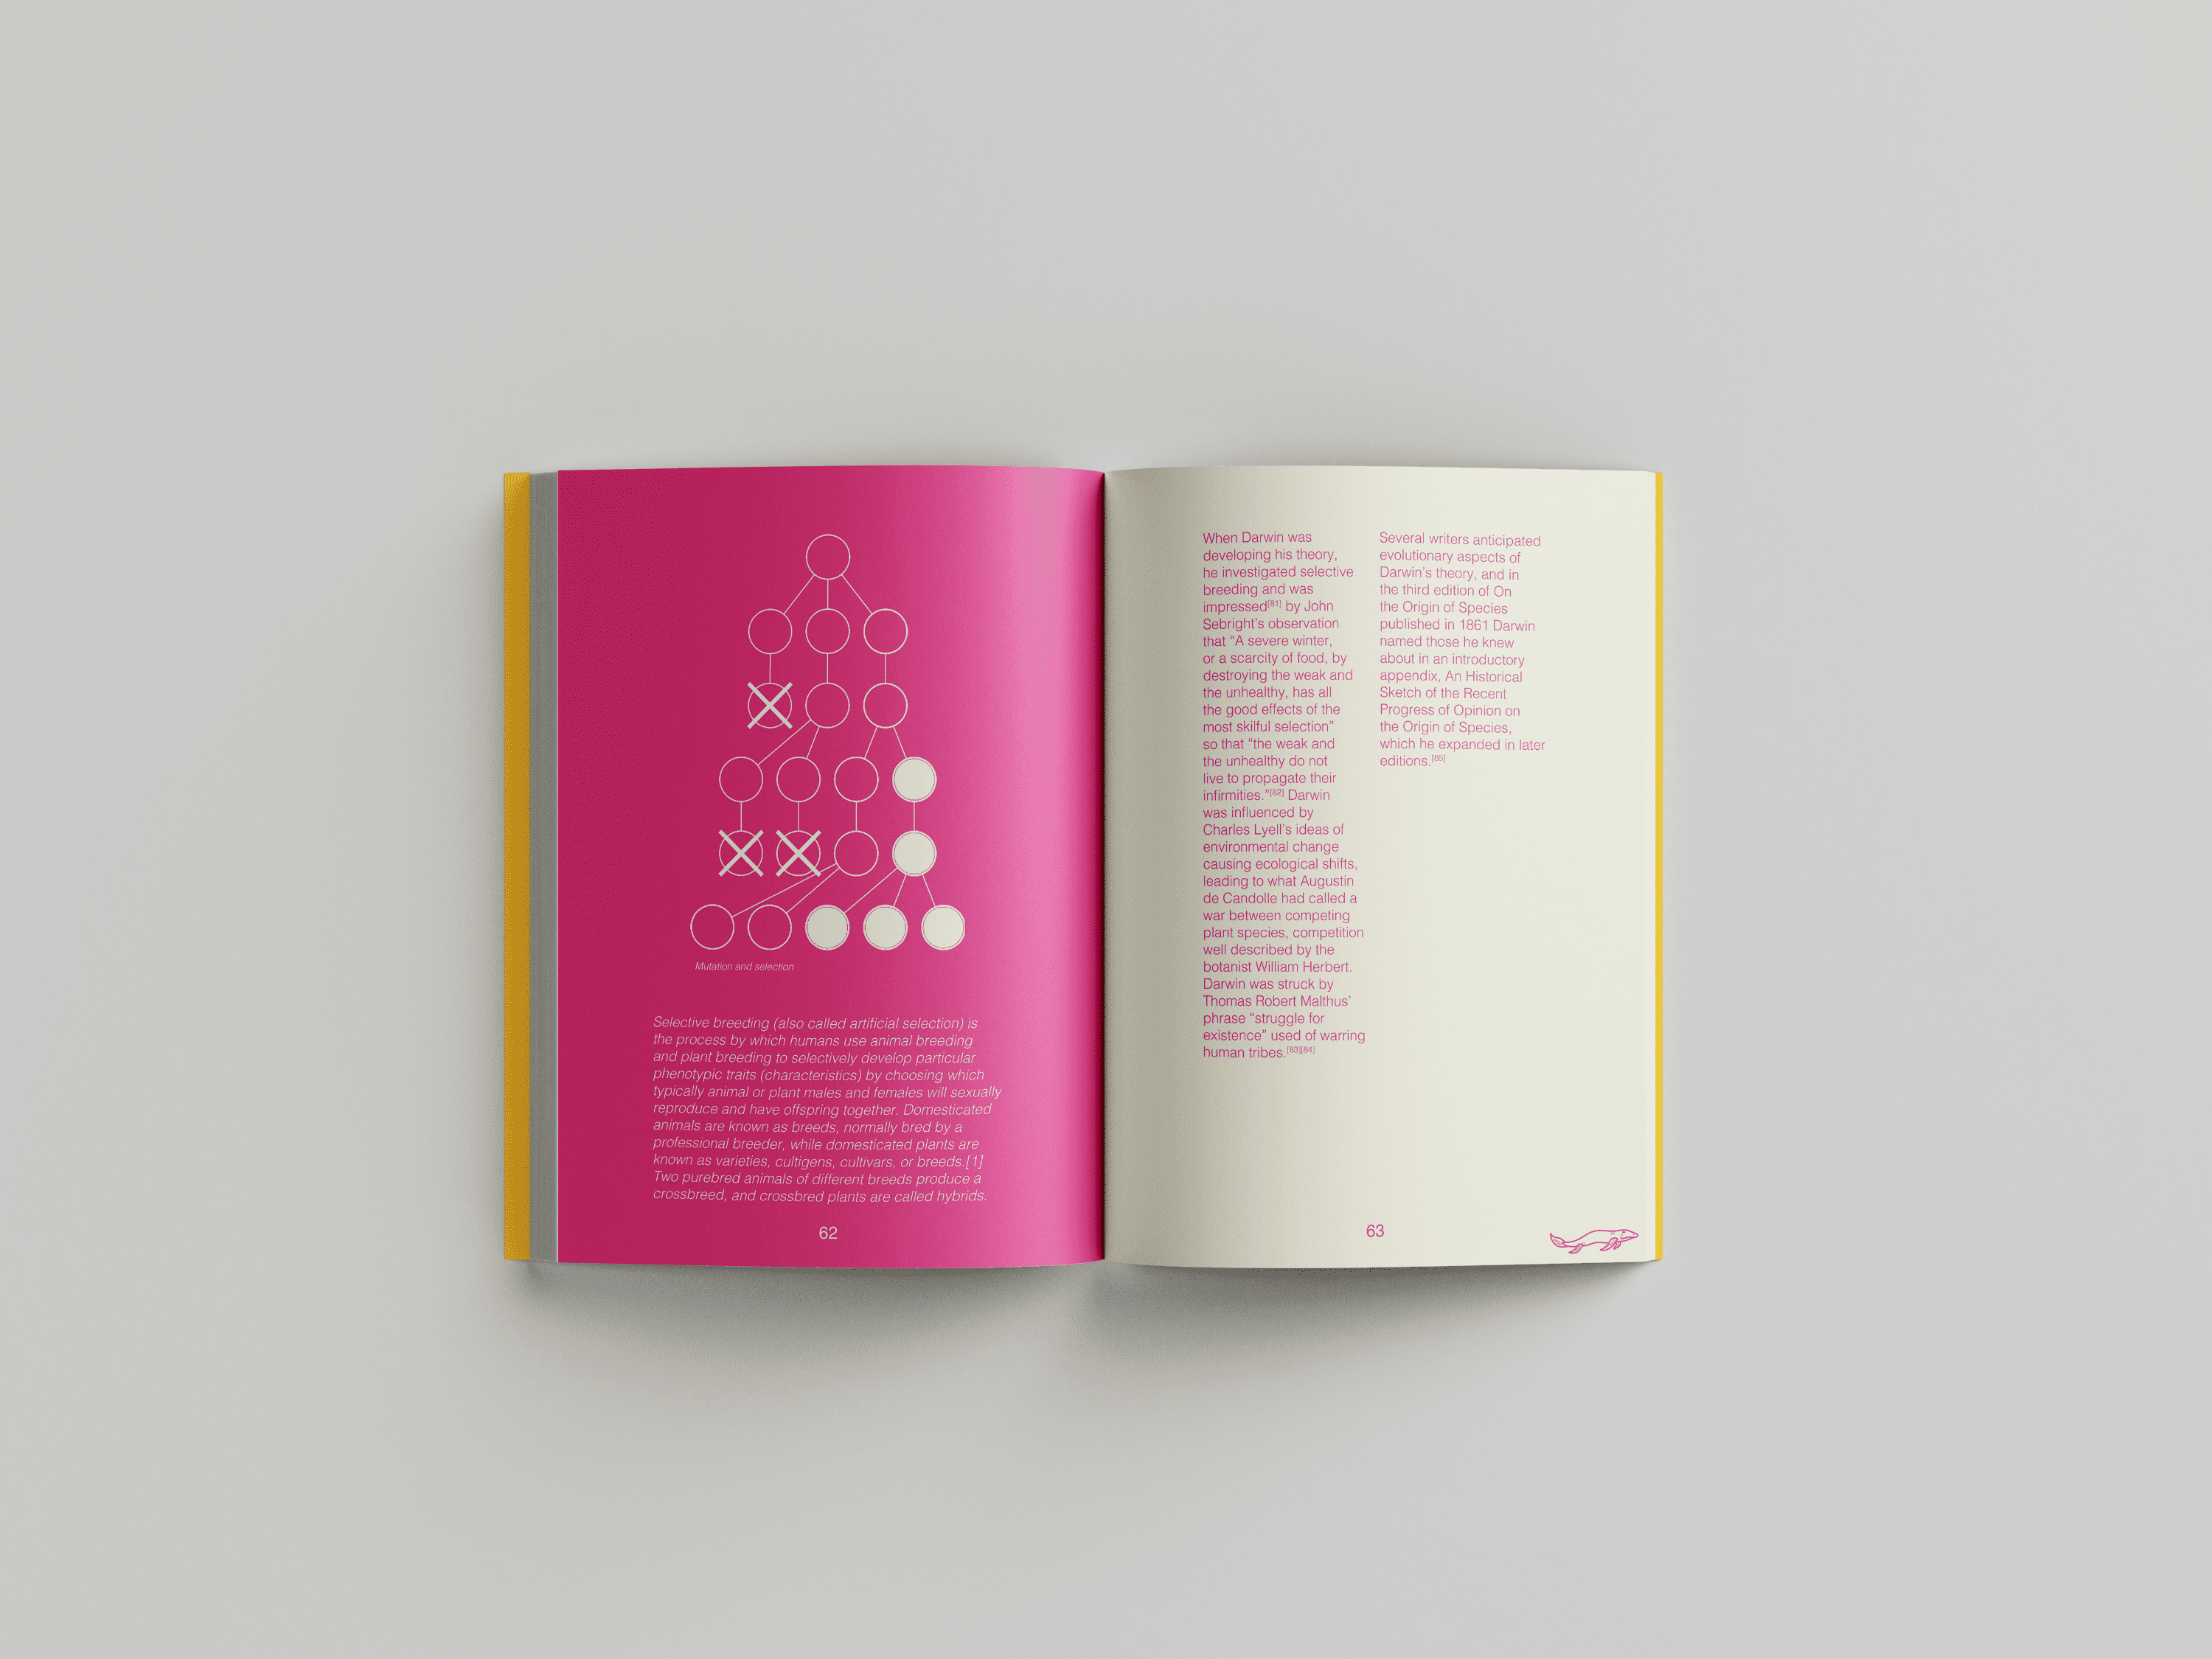 Mutation and selection
Selective breeding (also called artificial selection) is
the process by which humans use animal breeding
and plant breeding to selectively develop particular
phenotypic traits (characteristics) by choosing which
typically animal or plant males and females will sexually
reproduce and have offspring together. Domesticated
animals are known as breeds, normally bred by a
professional breeder, while domesticated plants are
known as varieties, cultigens, cultivars, or breeds.[1]
Two purebred animals of different breeds produce a
crossbreed, and crossbred plants are called hybrids.
62
When Darwin was
developing his theory,
he investigated selective
breeding and was
impressed[81] by John
Sebright's observation
that “A severe winter,
or a scarcity of food, by
destroying the weak and
the unhealthy, has all
the good effects of the
most skilful selection”
so that “the weak and
the unhealthy do not
live to propagate their
infirmities.”[82] Darwin
was influenced by
Charles Lyell's ideas of
environmental change
causing ecological shifts,
leading to what Augustin
de Candolle had called a
war between competing
plant species, competition
well described by the
botanist William Herbert.
Darwin was struck by
Thomas Robert Malthus'
phrase “struggle for
existence” used of warring
human tribes.[83][84]
Several writers anticipated
evolutionary aspects of
Darwin's theory, and in
the third edition of On
the Origin of Species
published in 1861 Darwin
named those he knew
about in an introductory
appendix, An Historical
Sketch of the Recent
Progress of Opinion on
the Origin of Species,
which he expanded in later
editions.[85]
63